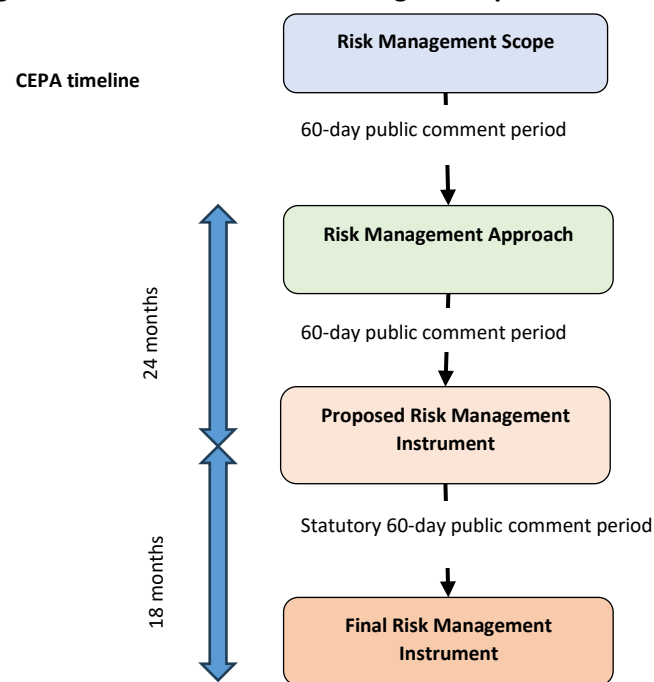 Risk Management Scope
CEPA timeline
60-day public comment period
Risk Management Approach
24 months
60-day public comment period
Proposed Risk Management
Instrument
Statutory 60-day public comment period
18 months
Final Risk Management
Instrument